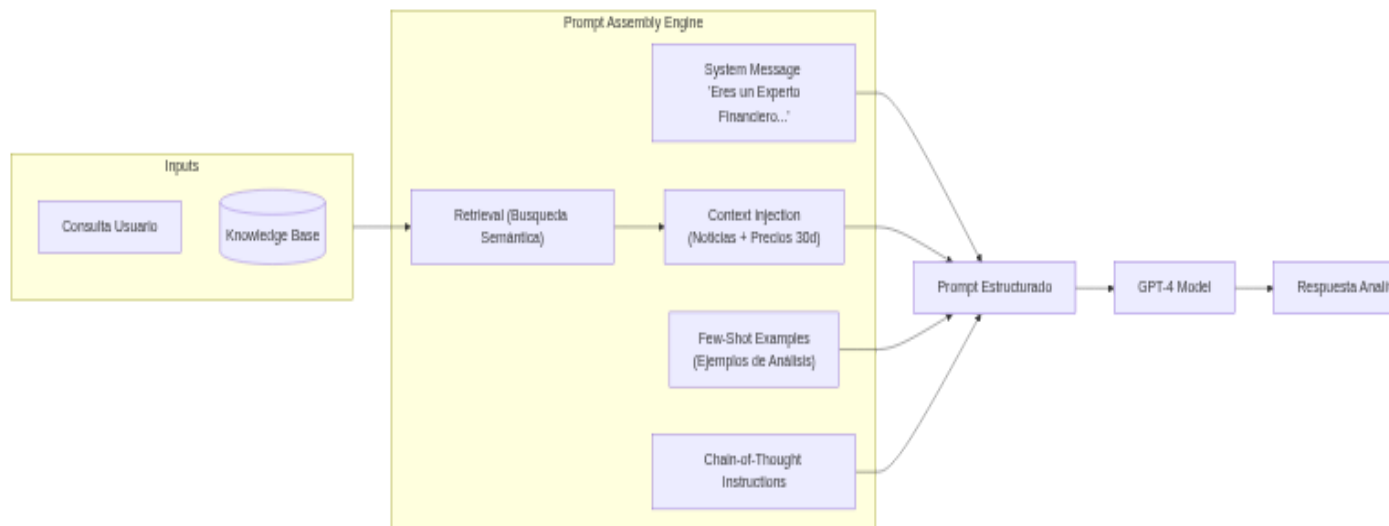 Prompt Assembly Engine
System Message
'Eres un Experto
Financiero...'
Inputs
Consulta Usuario
Knowledge Base
Retrieval (Busqueda
Semántica)
Context Injection
(Noticias + Precios 30d)
Few-Shot Examples
(Ejemplos de Análisis)
Chain-of-Thought
Instructions
Prompt Estructurado
GPT-4 Model
Respuesta